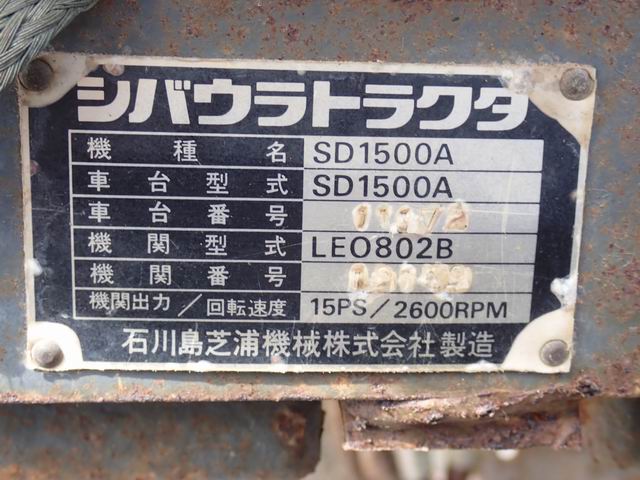 シバウラトラクタ
機種名 SD1500A
車台型式 SD1500A
車台番号
機関型式 LEO802B
機関番号
機関出力/回転速度 15PS/2600RPM
石川島芝浦機械株式会社製造